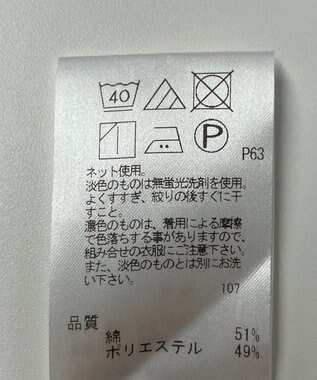 40
P
P63
ネット使用。
淡色のものは無蛍光洗剤を使用。
よくすすぎ、絞りの後すぐに干
すこと。
濃色のものは、着用による摩擦
で色落ちする事がありますので、
組み合せの衣服にご注意下さい。
また、淡色のものとは別にお洗
い下さい。
107
品質
綿 51%
ポリエステル 49%